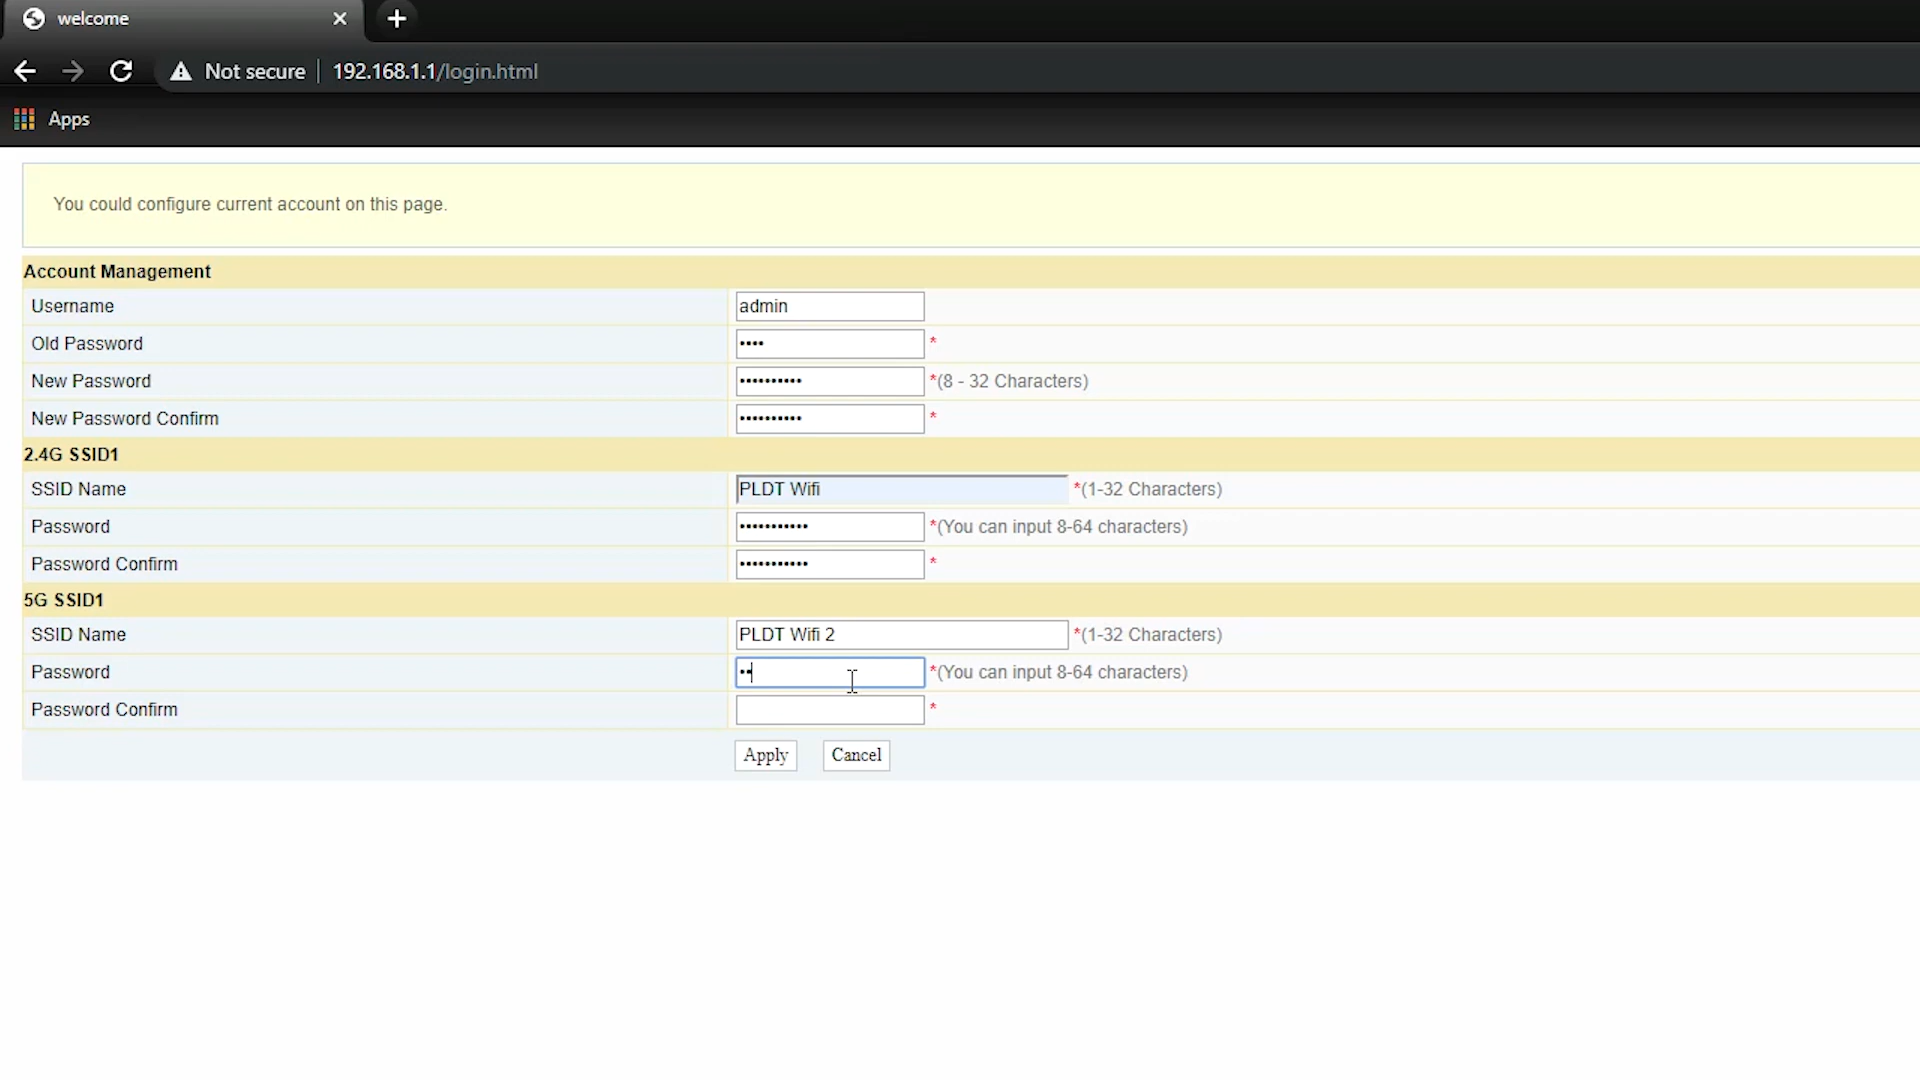 welcome
Not secure 192.168.1.1/login.html
Apps
You could configure current account on this page.
Account Management
Username admin
Old Password •••• *
New Password •••••••••• *(8 - 32 Characters)
New Password Confirm •••••••••• *
2.4G SSID1
SSID Name PLDT Wifi *(1-32 Characters)
Password ••••••••••• *(You can input 8-64 characters)
Password Confirm ••••••••••• *
5G SSID1
SSID Name PLDT Wifi 2 *(1-32 Characters)
Password •• *(You can input 8-64 characters)
Password Confirm *
Apply Cancel